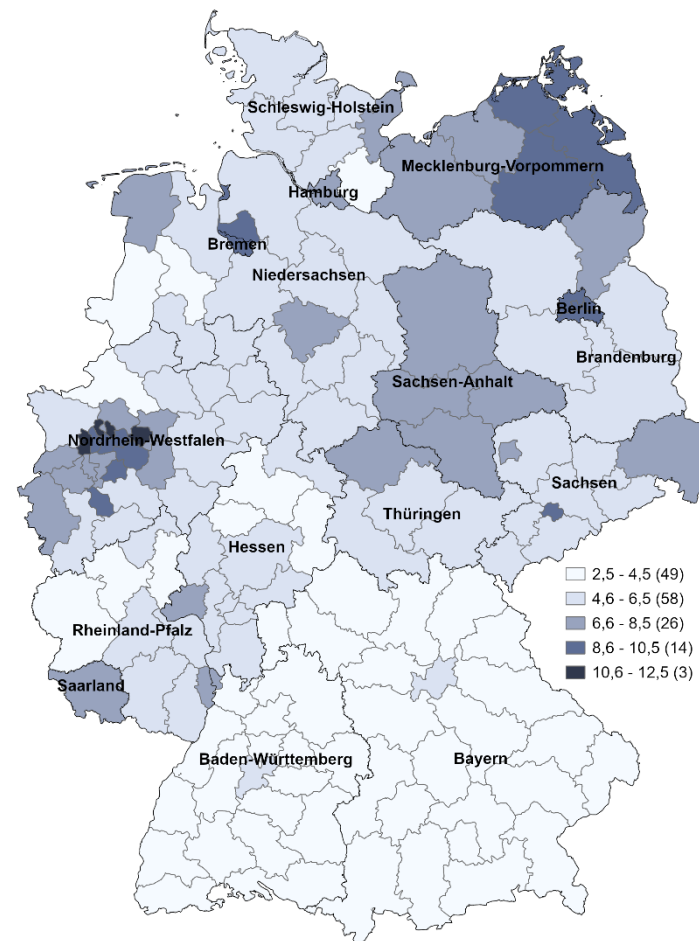 Schleswig-Holstein
Mecklenburg-Vorpommern
Hamburg
Bremen
Niedersachsen
Berlin
Brandenburg
Sachsen-Anhalt
Nordrhein-Westfalen
Sachsen
Thüringen
Hessen
2,5 - 4,5 (49)
4,6 - 6,5 (58)
6,6 - 8,5 (26)
8,6 - 10,5 (14)
10,6 - 12,5 (3)
Rheinland-Pfalz
Saarland
Baden-Württemberg
Bayern